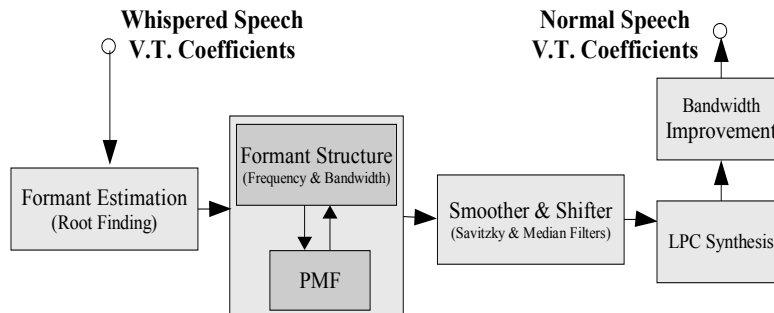 Whispered Speech
V.T. Coefficients
Normal Speech
V.T. Coefficients
Bandwidth
Improvement
Formant Structure
(Frequency & Bandwidth)
Formant Estimation
(Root Finding)
PMF
Smoother & Shifter
(Savitzky & Median Filters)
LPC Synthesis